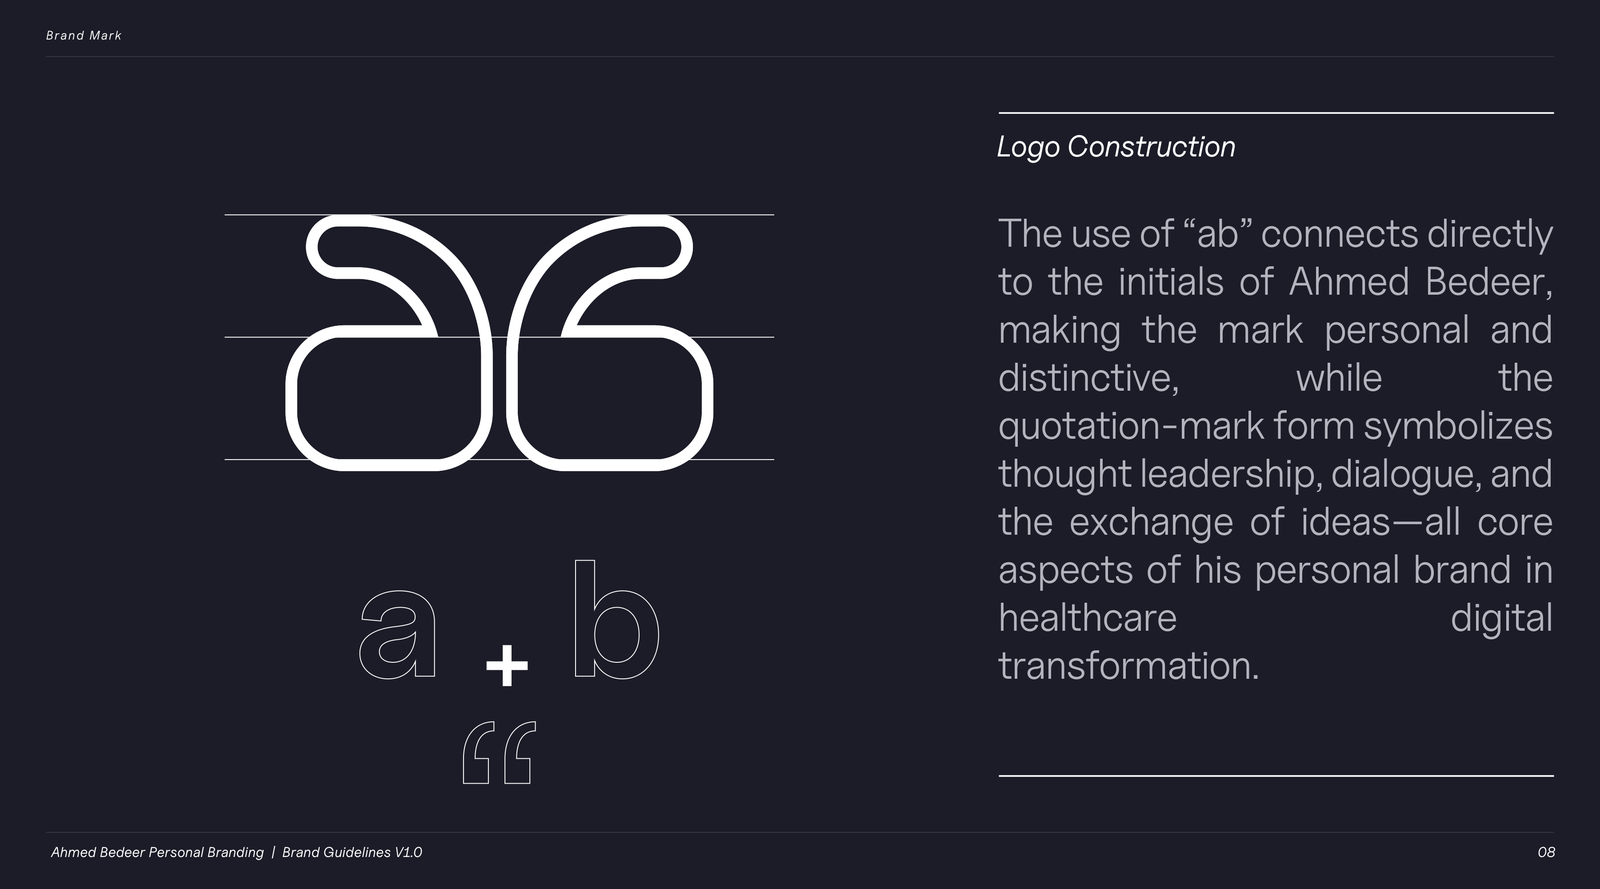 Brand Mark
Logo Construction
The use of “ab” connects directly
to the initials of Ahmed Bedeer,
making the mark personal and
distinctive, while the
quotation-mark form symbolizes
thought leadership, dialogue, and
the exchange of ideas—all core
aspects of his personal brand in
healthcare digital
transformation.
a + b
“
Ahmed Bedeer Personal Branding | Brand Guidelines V1.0
08